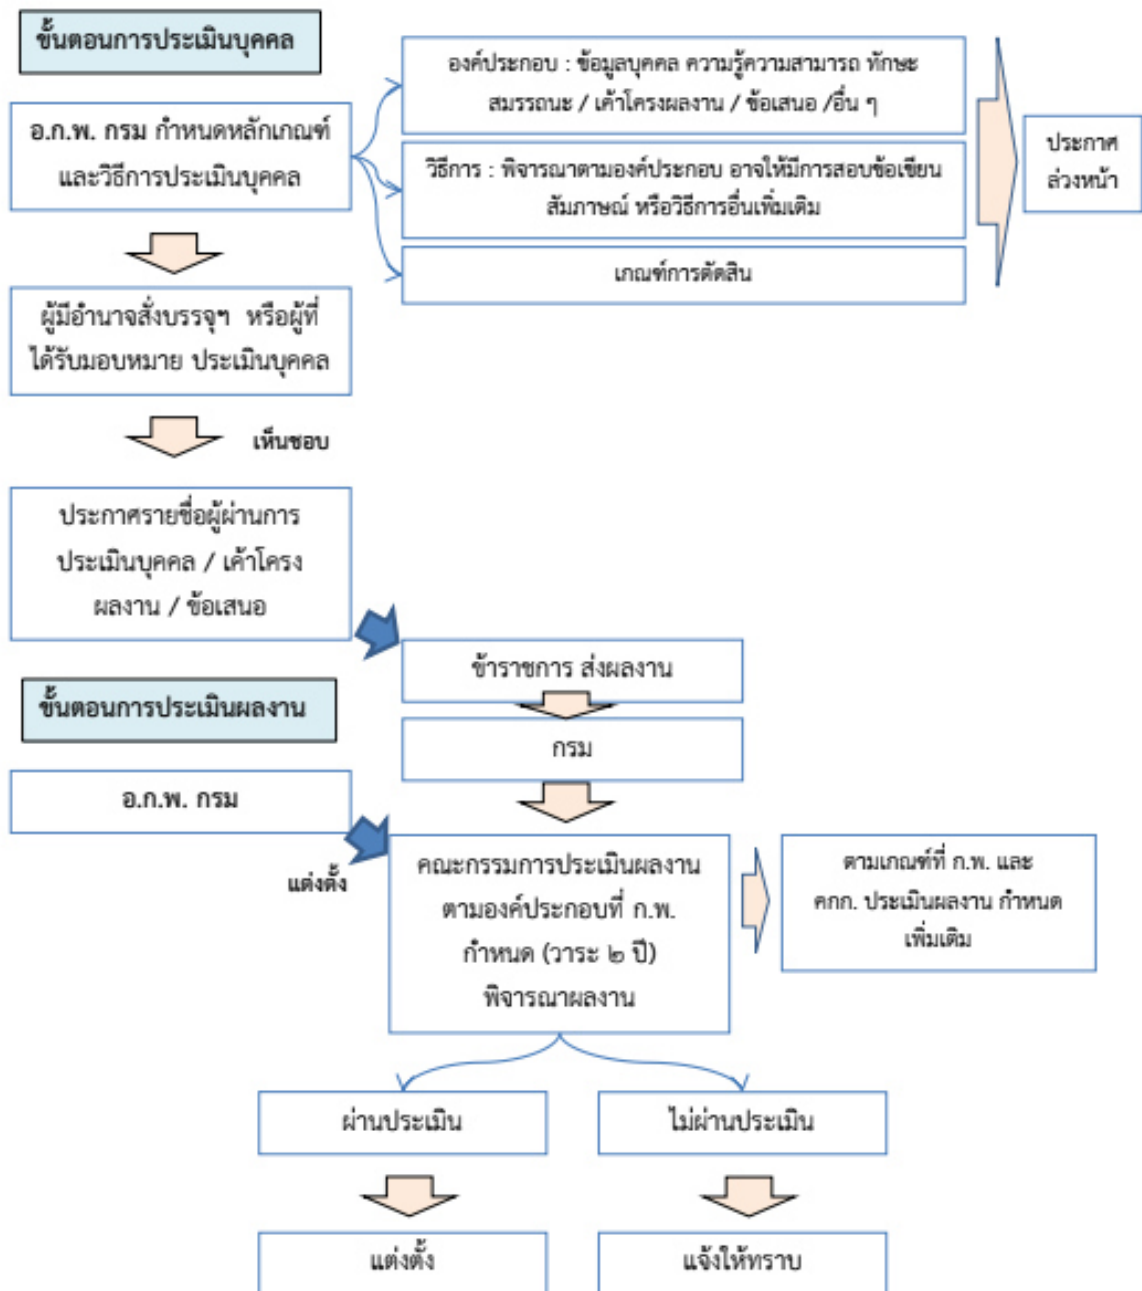 ขั้นตอนการประเมินบุคคล
อ.ก.พ. กรม กำหนดหลักเกณฑ์
และวิธีการประเมินบุคคล
องค์ประกอบ : ข้อมูลบุคคล ความรู้ความสามารถ ทักษะ
สมรรถนะ / เค้าโครงผลงาน / ข้อเสนอ /อื่น ๆ
วิธีการ : พิจารณาตามองค์ประกอบ อาจให้มีการสอบข้อเขียน
สัมภาษณ์ หรือวิธีการอื่นเพิ่มเติม
เกณฑ์การตัดสิน
ประกาศ
ล่วงหน้า
ผู้มีอำนาจสั่งบรรจุฯ หรือผู้ที่
ได้รับมอบหมาย ประเมินบุคคล
เห็นชอบ
ประกาศรายชื่อผู้ผ่านการ
ประเมินบุคคล / เค้าโครง
ผลงาน / ข้อเสนอ
ข้าราชการ ส่งผลงาน
ขั้นตอนการประเมินผลงาน
กรม
อ.ก.พ. กรม
แต่งตั้ง
คณะกรรมการประเมินผลงาน
ตามองค์ประกอบที่ ก.พ.
กำหนด (วาระ ๒ ปี)
พิจารณาผลงาน
ตามเกณฑ์ที่ ก.พ. และ
คกก. ประเมินผลงาน กำหนด
เพิ่มเติม
ผ่านประเมิน
ไม่ผ่านประเมิน
แต่งตั้ง
แจ้งให้ทราบ